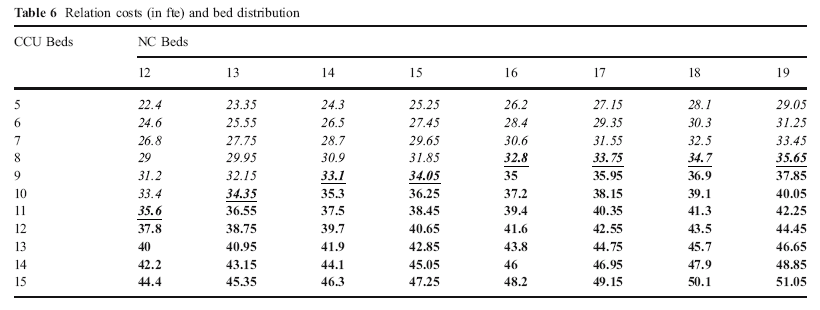 Table 6 Relation costs (in fte) and bed distribution
CCU Beds NC Beds
12 13 14 15 16 17 18 19
5 22.4 23.35 24.3 25.25 26.2 27.15 28.1 29.05
6 24.6 25.55 26.5 27.45 28.4 29.35 30.3 31.25
7 26.8 27.75 28.7 29.65 30.6 31.55 32.5 33.45
8 29 29.95 30.9 31.85 32.8 33.75 34.7 35.65
9 31.2 32.15 33.1 34.05 35 35.95 36.9 37.85
10 33.4 34.35 35.3 36.25 37.2 38.15 39.1 40.05
11 35.6 36.55 37.5 38.45 39.4 40.35 41.3 42.25
12 37.8 38.75 39.7 40.65 41.6 42.55 43.5 44.45
13 40 40.95 41.9 42.85 43.8 44.75 45.7 46.65
14 42.2 43.15 44.1 45.05 46 46.95 47.9 48.85
15 44.4 45.35 46.3 47.25 48.2 49.15 50.1 51.05